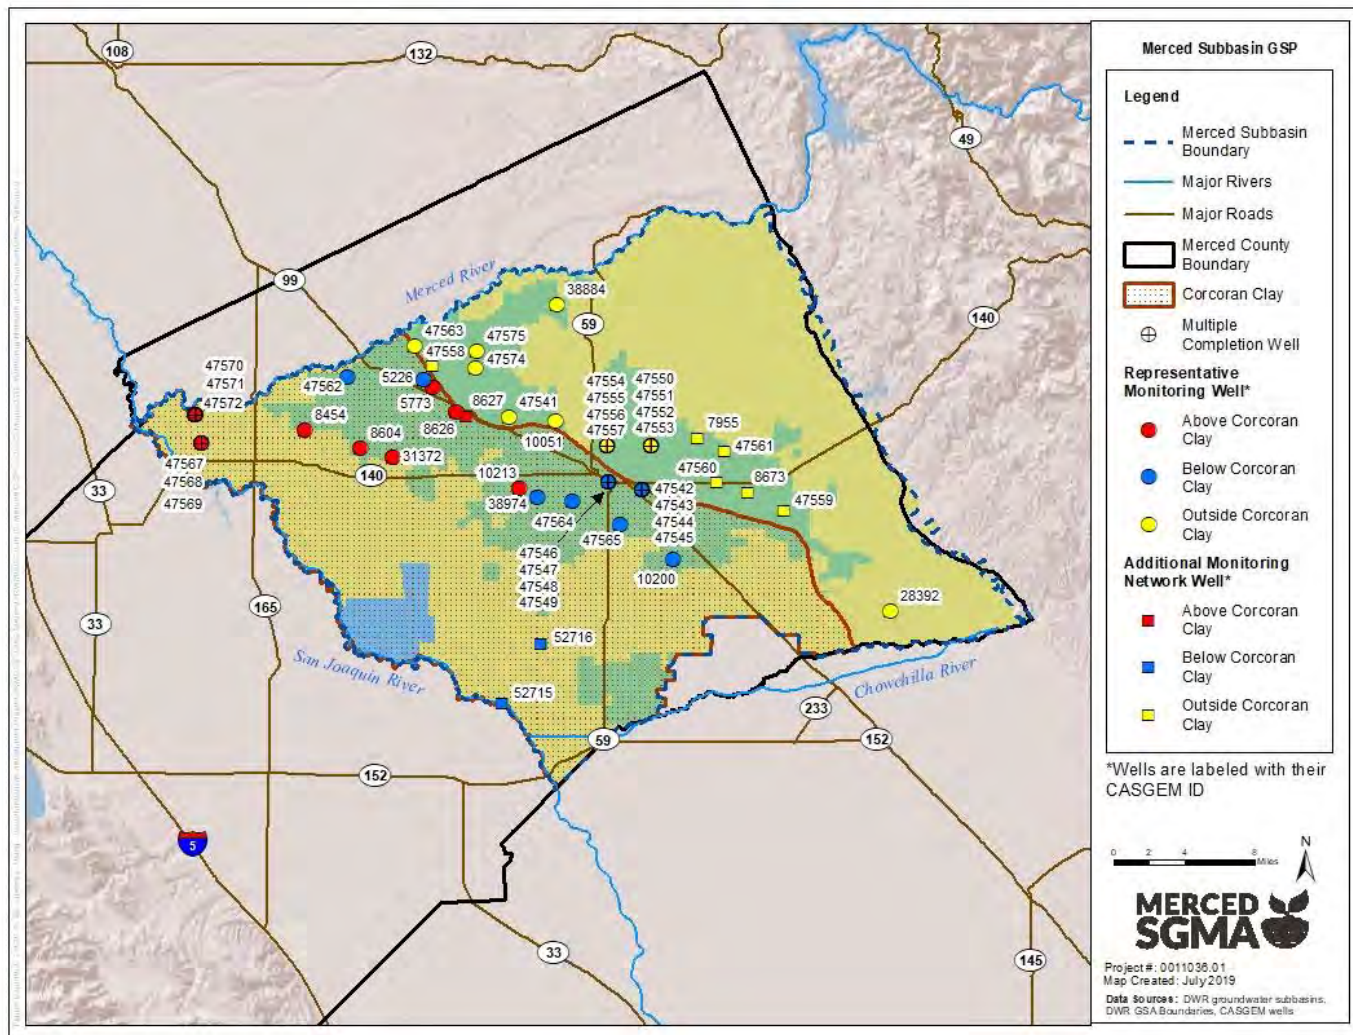 108
132
49
99
Merced River
59
140
38884
47563
47575
47558
47574
47570
47571
47572
47562
5226
5773
8627
47541
47554
47550
47555
47551
47556
47552
47557
47553
7955
8454
8626
10051
47561
8604
31372
140
47560
8673
47567
47568
47569
33
10213
38974
47559
47564
47565
47542
47543
47544
47545
47546
47547
47548
47549
10200
28392
165
33
52716
San Joaquin River
52715
Chowchilla River
233
59
152
152
5
33
145
Merced Subbasin GSP
Legend
Merced Subbasin
Boundary
Major Rivers
Major Roads
Merced County
Boundary
Corcoran Clay
Multiple
Completion Well
Representative
Monitoring Well*
Above Corcoran
Clay
Below Corcoran
Clay
Outside Corcoran
Clay
Additional Monitoring
Network Well*
Above Corcoran
Clay
Below Corcoran
Clay
Outside Corcoran
Clay
*Wells are labeled with their
CASGEM ID
N
0 2 4 8
Miles
MERCED
SGMA
Project #: 0011036.01
Map Created: July 2019
Data Sources: DWR groundwater subbasins,
DWR GSA Boundaries, CASGEM wells